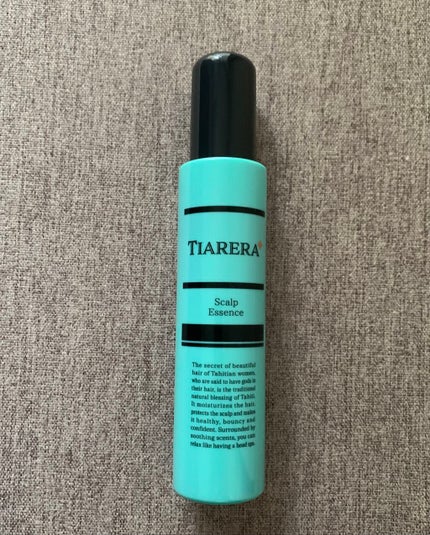 TIARERA+
Scalp
Essence
The secret of beautiful
hair of Tahitian women,
who are said to have gods in
their hair, is the traditional
natural blessing of Tahiti.
It moisturizes the hair,
protects the scalp and makes
it healthy, bouncy and
confident. Surrounded by
soothing scents, you can
relax like having a head spa.